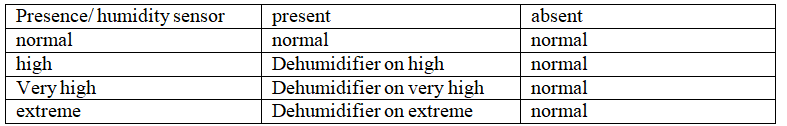 Presence/ humidity sensor present absent
normal normal normal
high Dehumidifier on high normal
Very high Dehumidifier on very high normal
extreme Dehumidifier on extreme normal